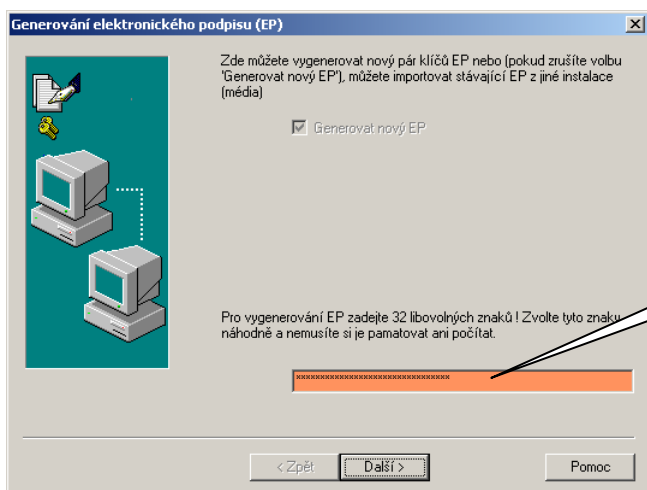 Generování elektronického podpisu (EP)
Zde můžete vygenerovat nový pár klíčů EP nebo (pokud zrušíte volbu
'Generovat nový EP'), můžete importovat stávající EP z jiné instalace
(média)
Generovat nový EP
Pro vygenerování EP zadejte 32 libovolných znaků ! Zvolte tyto znaky
náhodně a nemusíte si je pamatovat ani počítat.
********************************
< Zpět
Další >
Pomoc